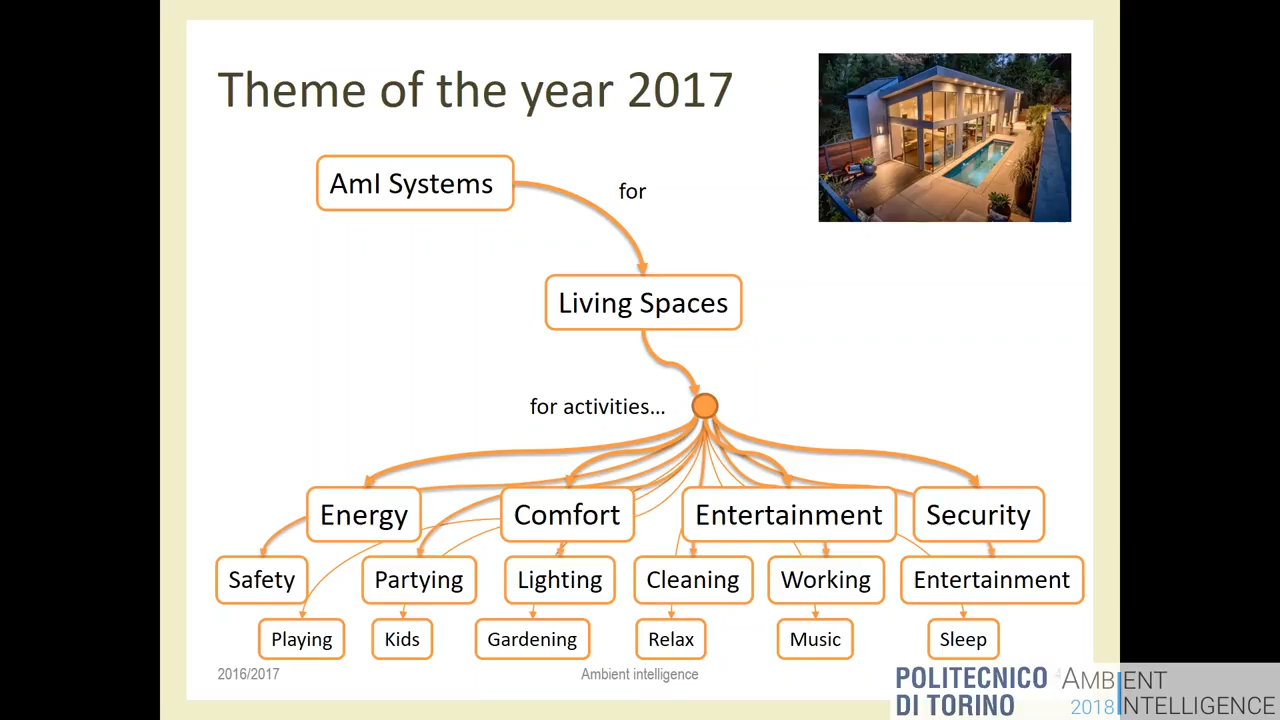 Theme of the year 2017
AmI Systems
for
Living Spaces
for activities...
Energy
Comfort
Entertainment
Security
Safety
Partying
Lighting
Cleaning
Working
Entertainment
Playing
Kids
Gardening
Relax
Music
Sleep
2016/2017
Ambient intelligence
POLITECNICO
DI TORINO
AMBIENT
2018 INTELLIGENCE